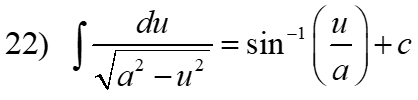 22) ∫ du / √(a² − u²) = sin⁻¹(u/a) + c